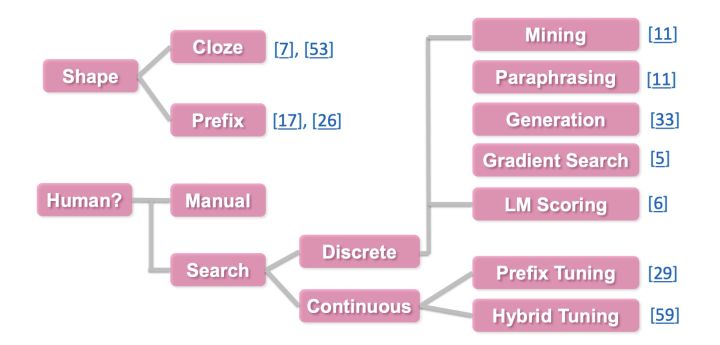 Shape
Cloze [7], [53]
Prefix [17], [26]
Human?
Manual
Search
Discrete
Continuous
Mining [11]
Paraphrasing [11]
Generation [33]
Gradient Search [5]
LM Scoring [6]
Prefix Tuning [29]
Hybrid Tuning [59]